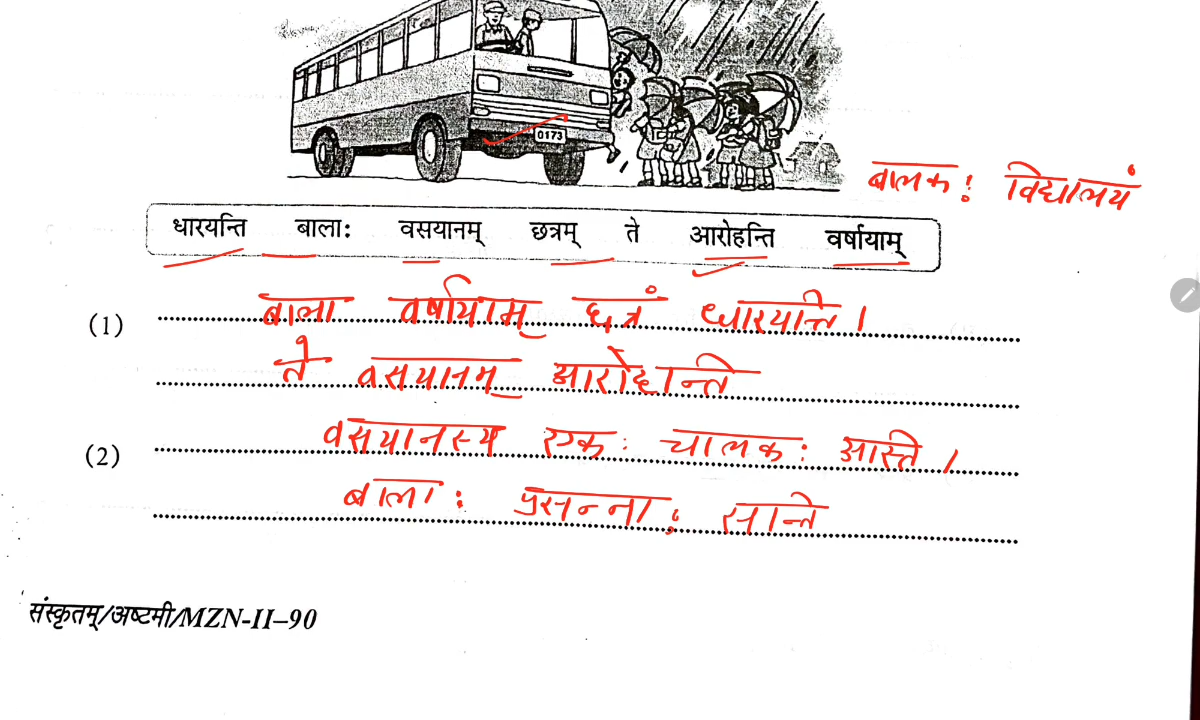 0173
बालकः विद्यालयं
धारयन्ति बालाः वसयानम् छत्रम् ते आरोहन्ति वर्षायाम्
(1) बाला वर्षायाम् छत्रं धारयन्ति।
ते वसयानम् आरोहन्ति
(2) वसयानस्य एकः चालकः अस्ति।
बालाः प्रसन्नाः सन्ति
संस्कृतम्/अष्टमी/MZN-II–90